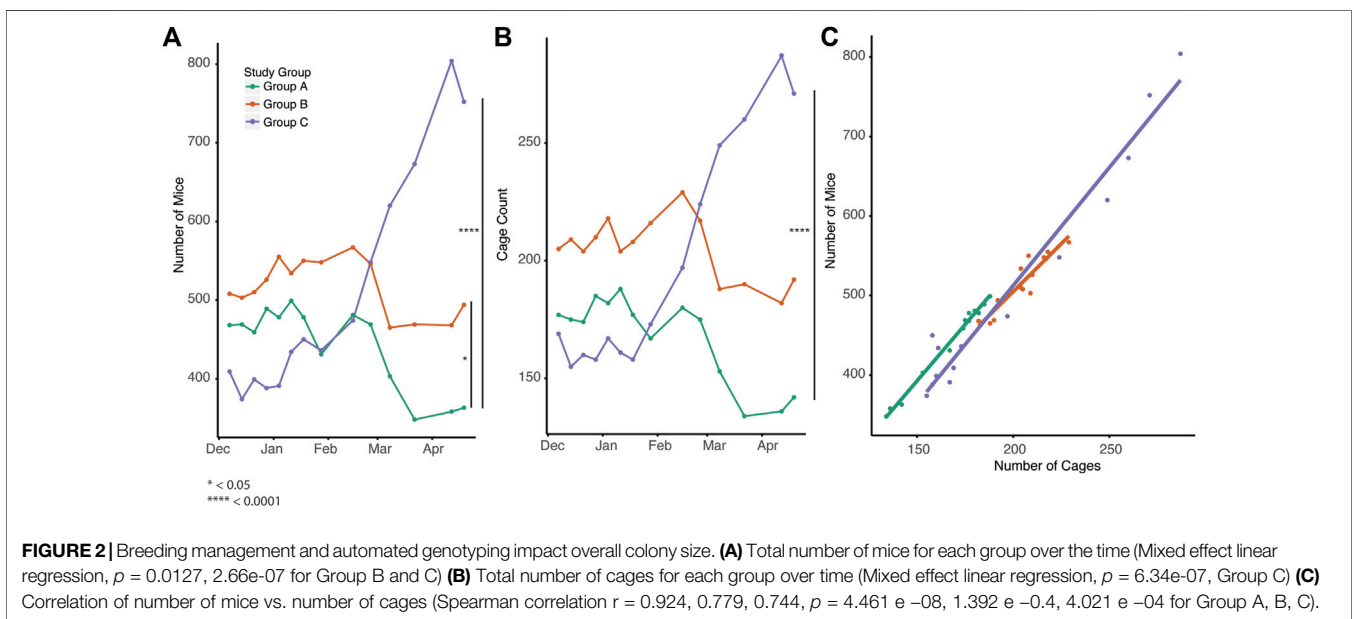 A
Number of Mice
800
700
600
500
400
Study Group
Group A
Group B
Group C
****
*
Dec Jan Feb Mar Apr
* < 0.05
**** < 0.0001
B
Cage Count
250
200
150
****
Dec Jan Feb Mar Apr
C
Number of Mice
800
700
600
500
400
150 200 250
Number of Cages
FIGURE 2 | Breeding management and automated genotyping impact overall colony size. (A) Total number of mice for each group over the time (Mixed effect linear
regression, p = 0.0127, 2.66e-07 for Group B and C) (B) Total number of cages for each group over time (Mixed effect linear regression, p = 6.34e-07, Group C) (C)
Correlation of number of mice vs. number of cages (Spearman correlation r = 0.924, 0.779, 0.744, p = 4.461 e −08, 1.392 e −0.4, 4.021 e −04 for Group A, B, C).